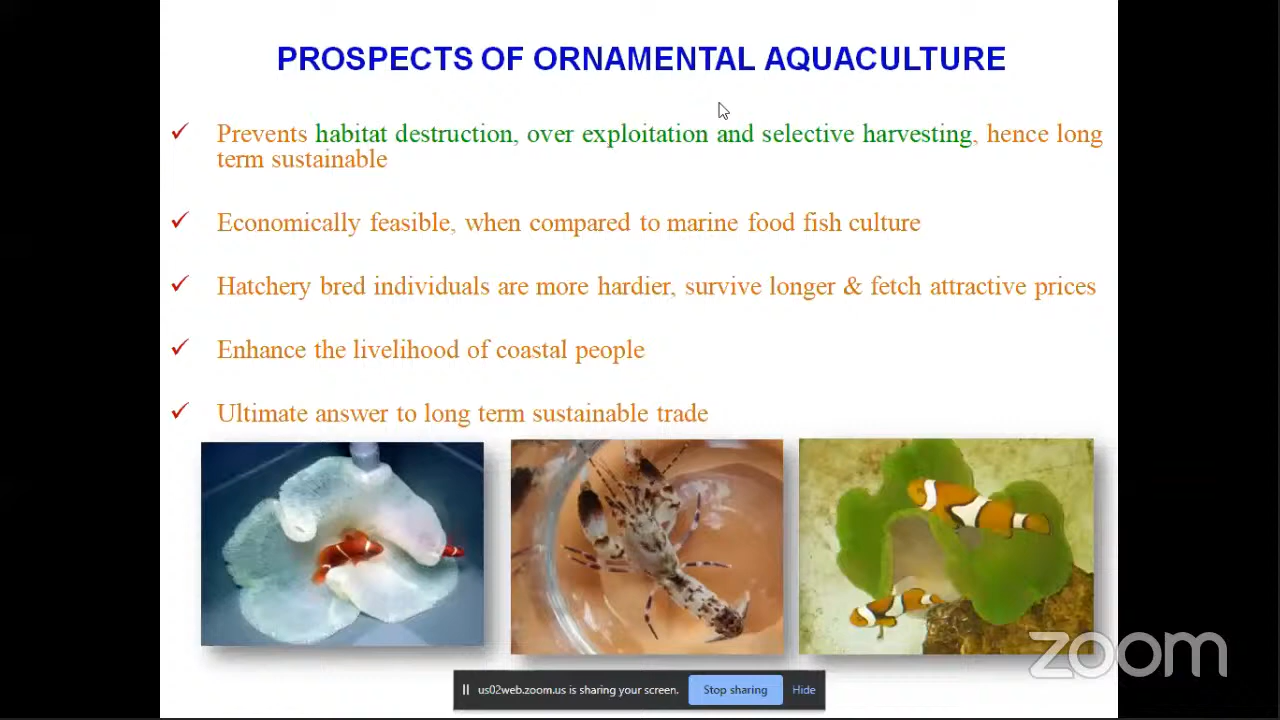 PROSPECTS OF ORNAMENTAL AQUACULTURE
Prevents habitat destruction, over exploitation and selective harvesting, hence long
term sustainable
Economically feasible, when compared to marine food fish culture
Hatchery bred individuals are more hardier, survive longer & fetch attractive prices
Enhance the livelihood of coastal people
Ultimate answer to long term sustainable trade
zoom
us02web.zoom.us is sharing your screen. Stop sharing Hide